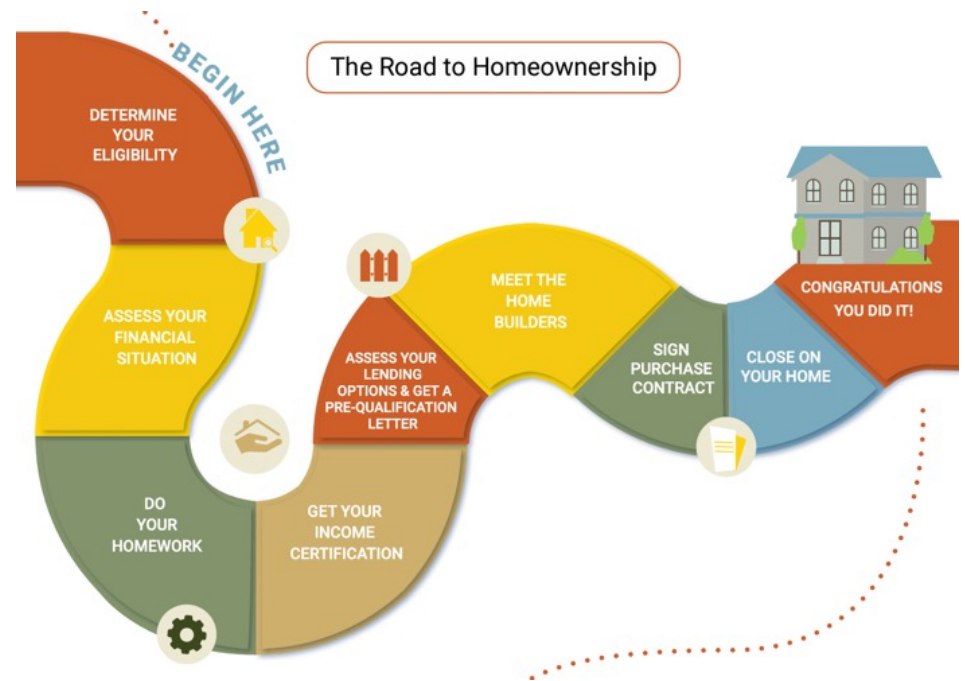 The Road to Homeownership
BEGIN HERE
DETERMINE
YOUR
ELIGIBILITY
ASSESS YOUR
FINANCIAL
SITUATION
DO
YOUR
HOMEWORK
GET YOUR
INCOME
CERTIFICATION
ASSESS YOUR
LENDING
OPTIONS & GET A
PRE-QUALIFICATION
LETTER
MEET THE
HOME
BUILDERS
SIGN
PURCHASE
CONTRACT
CLOSE ON
YOUR HOME
CONGRATULATIONS
YOU DID IT!